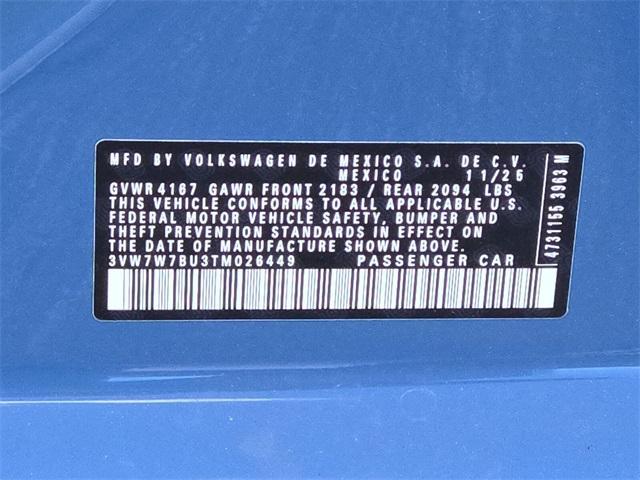 MFD BY VOLKSWAGEN DE MEXICO S.A. DE C.V.
MEXICO 11/25
GVWR 4167 GAWR FRONT 2183 / REAR 2094 LBS
THIS VEHICLE CONFORMS TO ALL APPLICABLE U.S.
FEDERAL MOTOR VEHICLE SAFETY, BUMPER AND
THEFT PREVENTION STANDARDS IN EFFECT ON
THE DATE OF MANUFACTURE SHOWN ABOVE.
3VW7W7BU3TM026449 PASSENGER CAR
4731155 3963 M